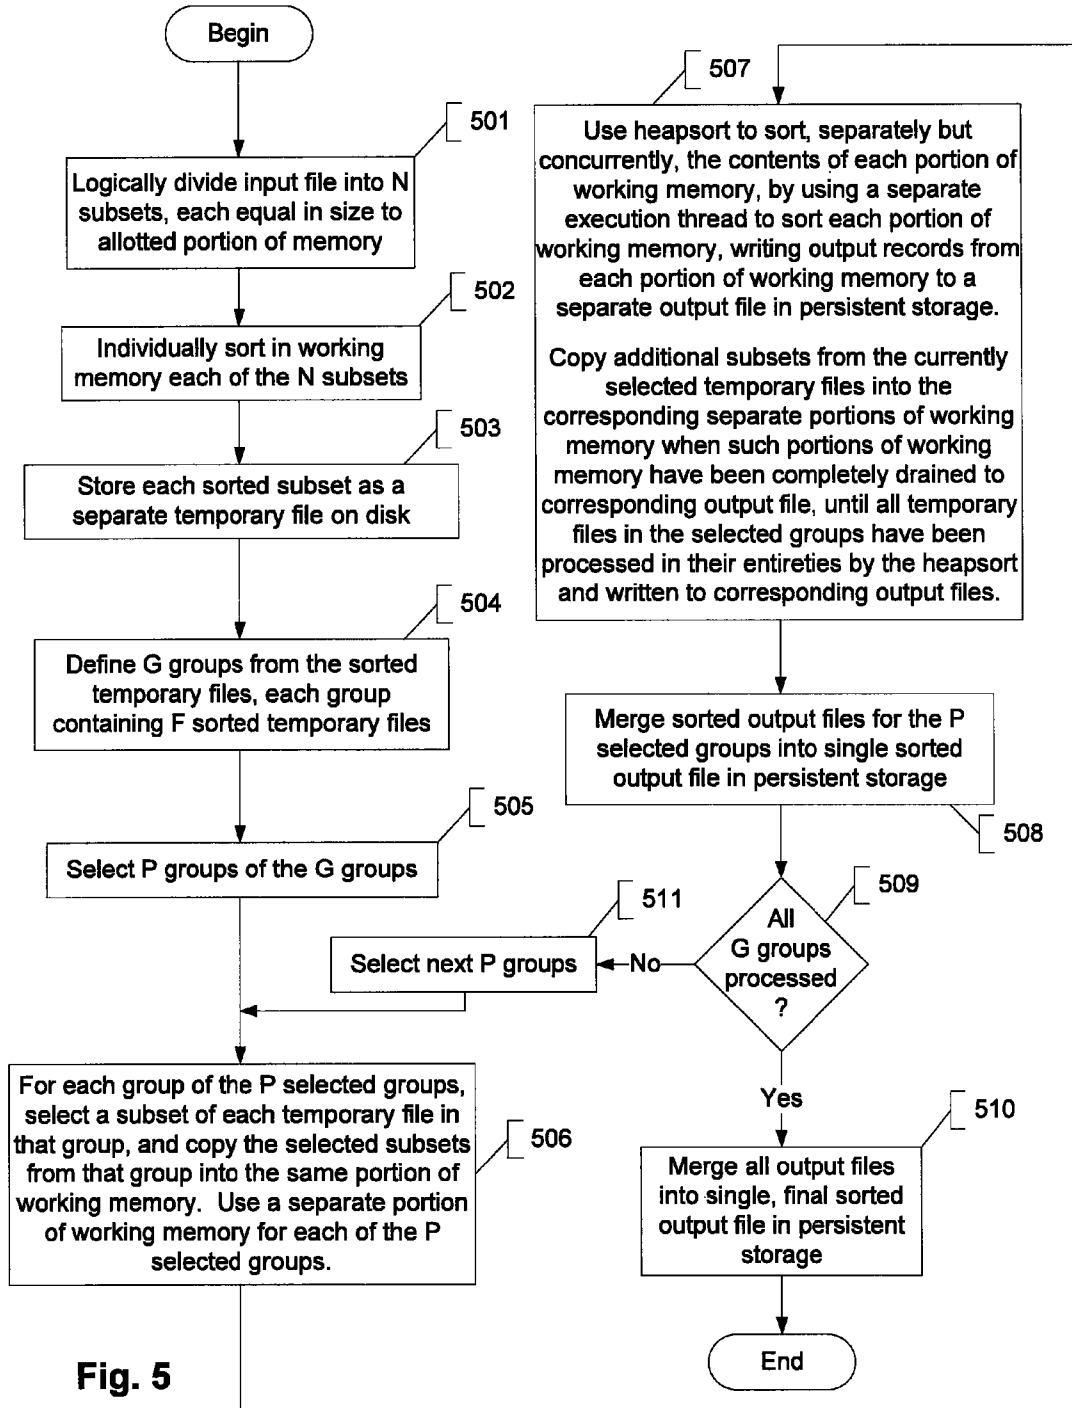 Begin
501
Logically divide input file into N
subsets, each equal in size to
allotted portion of memory
502
Individually sort in working
memory each of the N subsets
503
Store each sorted subset as a
separate temporary file on disk
504
Define G groups from the sorted
temporary files, each group
containing F sorted temporary files
505
Select P groups of the G groups
511
Select next P groups
506
For each group of the P selected groups,
select a subset of each temporary file in
that group, and copy the selected subsets
from that group into the same portion of
working memory. Use a separate portion
of working memory for each of the P
selected groups.
507
Use heapsort to sort, separately but
concurrently, the contents of each portion of
working memory, by using a separate
execution thread to sort each portion of
working memory, writing output records from
each portion of working memory to a
separate output file in persistent storage.
Copy additional subsets from the currently
selected temporary files into the
corresponding separate portions of working
memory when such portions of working
memory have been completely drained to
corresponding output file, until all temporary
files in the selected groups have been
processed in their entireties by the heapsort
and written to corresponding output files.
Merge sorted output files for the P
selected groups into single sorted
output file in persistent storage
508
509
All
G groups
processed
?
No
Yes
510
Merge all output files
into single, final sorted
output file in persistent
storage
End
Fig. 5